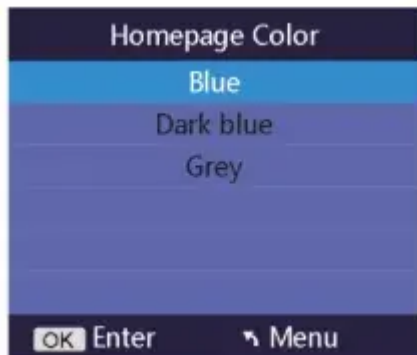 Homepage Color
Blue
Dark blue
Grey
OK Enter Menu